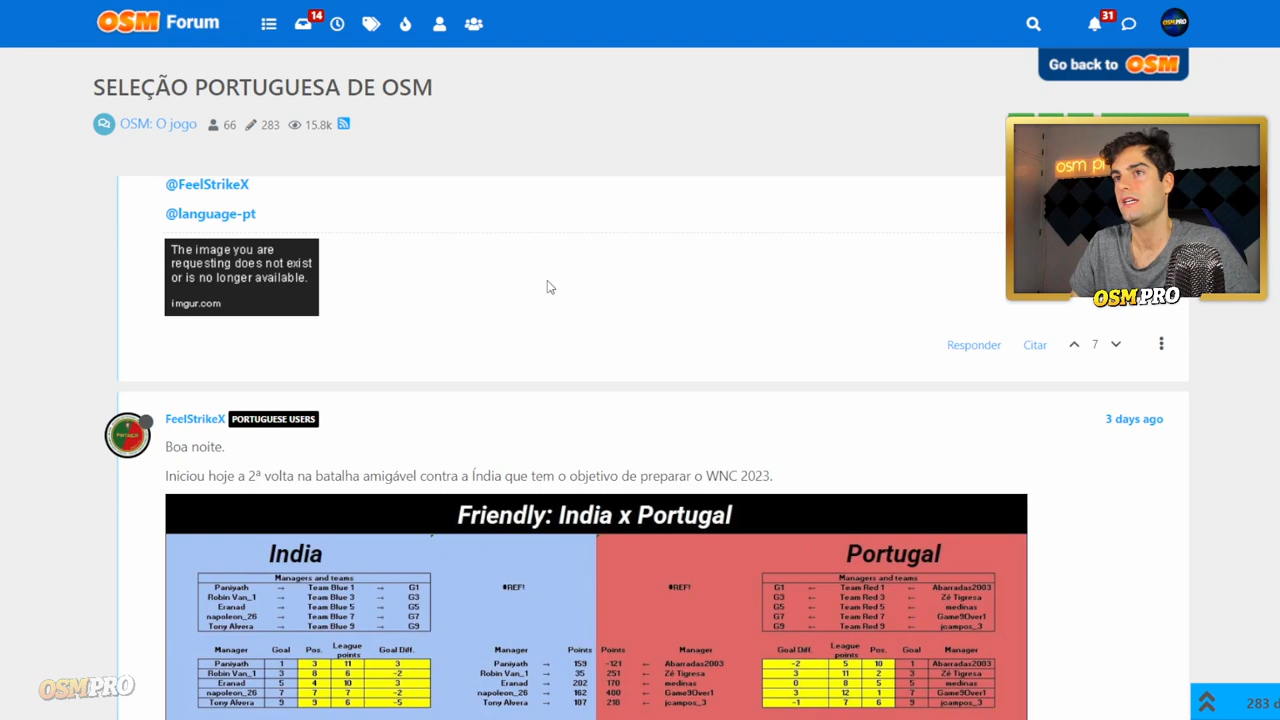 OSM Forum
14
31
OSMPRO
Go back to OSM
SELEÇÃO PORTUGUESA DE OSM
OSM: O jogo 66 283 15.8k
osm pr
OSM.PRO
@FeelStrikeX
@language-pt
The image you are
requesting does not exist
or is no longer available.
imgur.com
Responder Citar 7
FeelStrikeX PORTUGUESE USERS 3 days ago
Portugal
Boa noite.
Iniciou hoje a 2ª volta na batalha amigável contra a Índia que tem o objetivo de preparar o WNC 2023.
Friendly: India x Portugal
India Portugal
Managers and teams Managers and teams
Paniyath → Team Blue 1 → G1 #REF! #REF! G1 ← Team Red 1 ← Abarradas2003
Robin Van_1 → Team Blue 3 → G3 G3 ← Team Red 3 ← Zé Tigresa
Eranad → Team Blue 5 → G5 G5 ← Team Red 5 ← medinas
napoleon_26 → Team Blue 7 → G7 G7 ← Team Red 7 ← Game9Over1
Tony Alvera → Team Blue 9 → G9 G9 ← Team Red 9 ← jcampos_3
Manager Goal Pos. League points Goal Diff. Manager Points Points Manager Goal Diff. League points Pos. Goal Manager
Paniyath 1 3 11 3 Paniyath → 159 -121 ← Abarradas2003 -2 5 10 1 Abarradas2003
Robin Van_1 3 8 6 -2 Robin Van_1 → 35 251 ← Zé Tigresa 3 11 2 3 Zé Tigresa
Eranad 5 4 10 3 Eranad → 202 170 ← medinas 0 8 5 5 medinas
napoleon_26 7 7 7 -2 napoleon_26 → 162 400 ← Game9Over1 3 12 1 7 Game9Over1
Tony Alvera 9 9 6 -5 Tony Alvera → 107 210 ← jcampos_3 -1 7 6 9 jcampos_3
OSMPRO
283 d